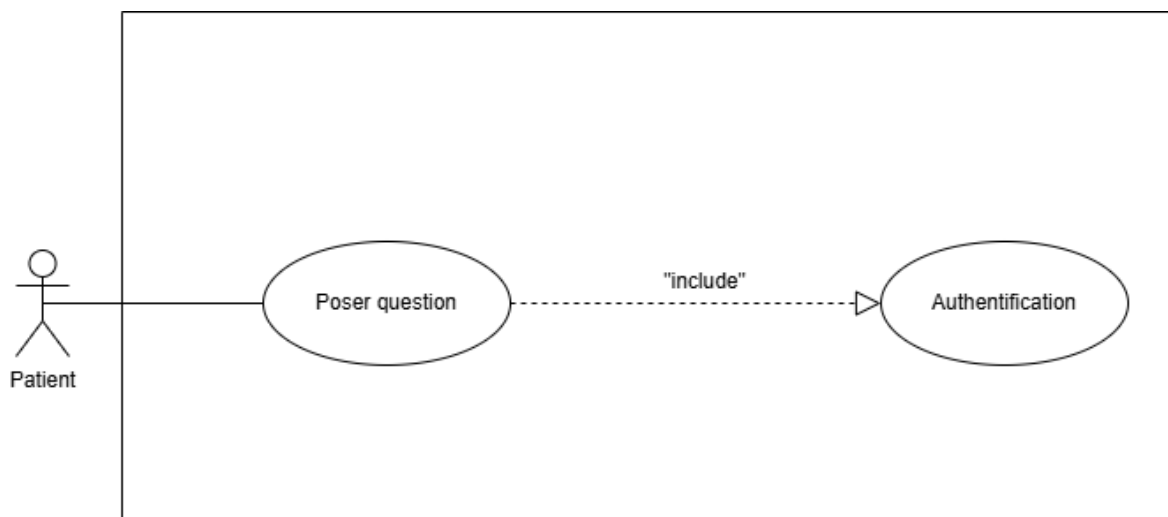 "include"
Poser question
Authentification
Patient